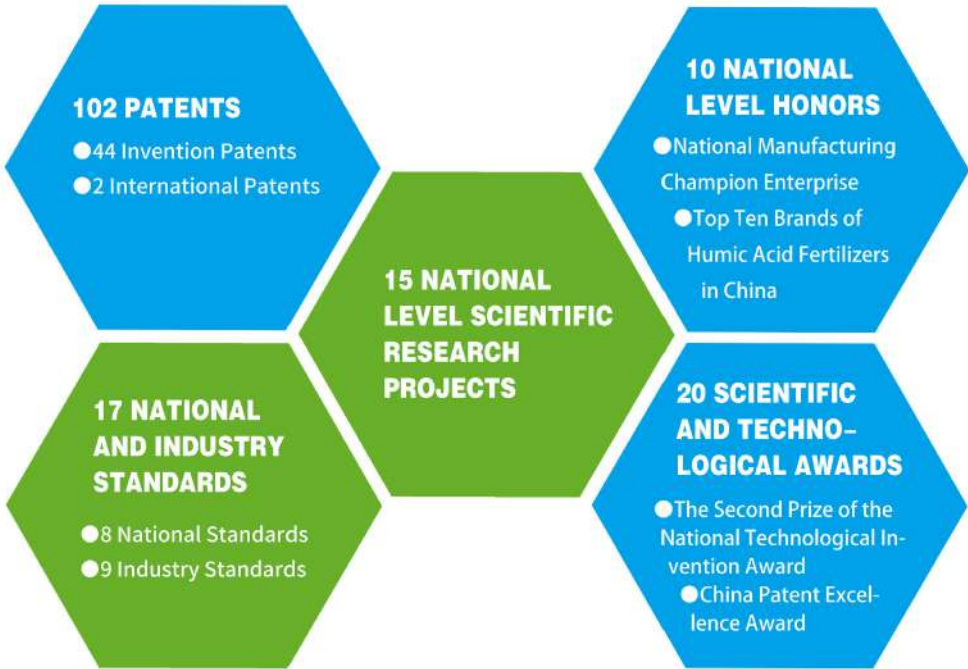 102 PATENTS
●44 Invention Patents
●2 International Patents
10 NATIONAL
LEVEL HONORS
●National Manufacturing
Champion Enterprise
●Top Ten Brands of
Humic Acid Fertilizers
in China
15 NATIONAL
LEVEL SCIENTIFIC
RESEARCH
PROJECTS
17 NATIONAL
AND INDUSTRY
STANDARDS
●8 National Standards
●9 Industry Standards
20 SCIENTIFIC
AND TECHNO-
LOGICAL AWARDS
●The Second Prize of the
National Technological In-
vention Award
●China Patent Excel-
lence Award